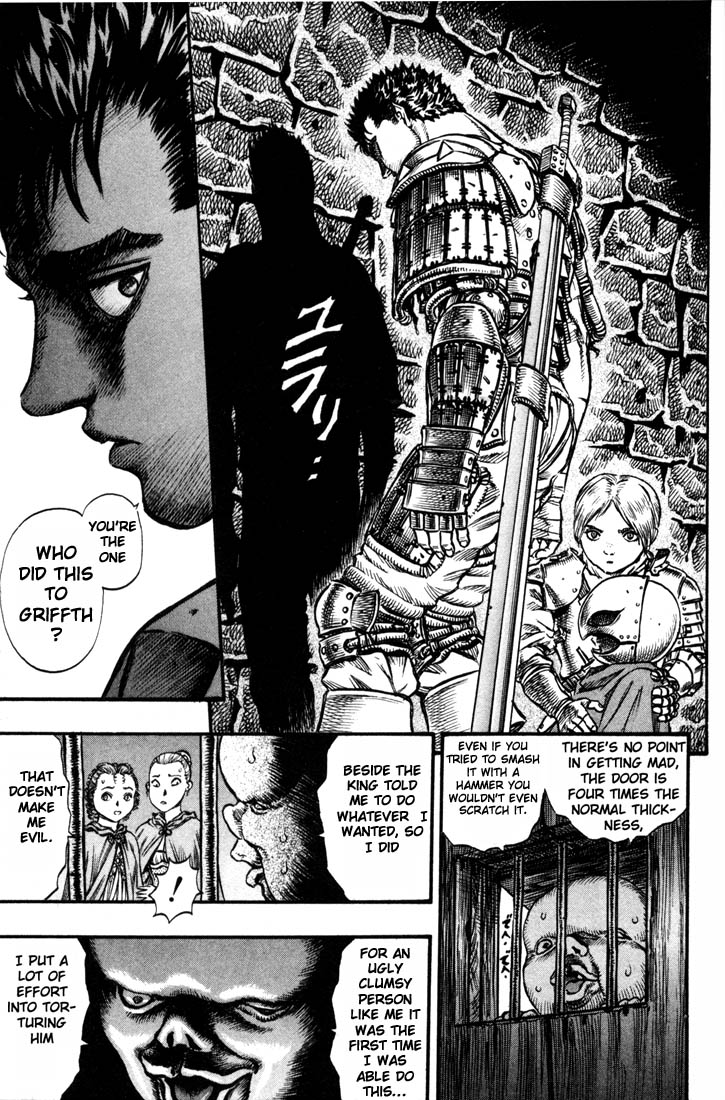 ユラリ…
YOU'RE
THE
ONE
WHO
DID THIS
TO
GRIFFTH
?
THERE'S NO POINT
IN GETTING MAD,
THE DOOR IS
FOUR TIMES THE
NORMAL THICK-
NESS,
EVEN IF YOU
TRIED TO SMASH
IT WITH A
HAMMER YOU
WOULDN'T EVEN
SCRATCH IT.
BESIDE THE
KING TOLD
ME TO DO
WHATEVER I
WANTED, SO I
DID
THAT
DOESN'T
MAKE
ME
EVIL.
!
FOR AN
UGLY
CLUMSY
PERSON
LIKE ME IT
WAS THE
FIRST TIME
I WAS
ABLE DO
THIS...
I PUT A
LOT OF
EFFORT
INTO TOR-
TURING
HIM